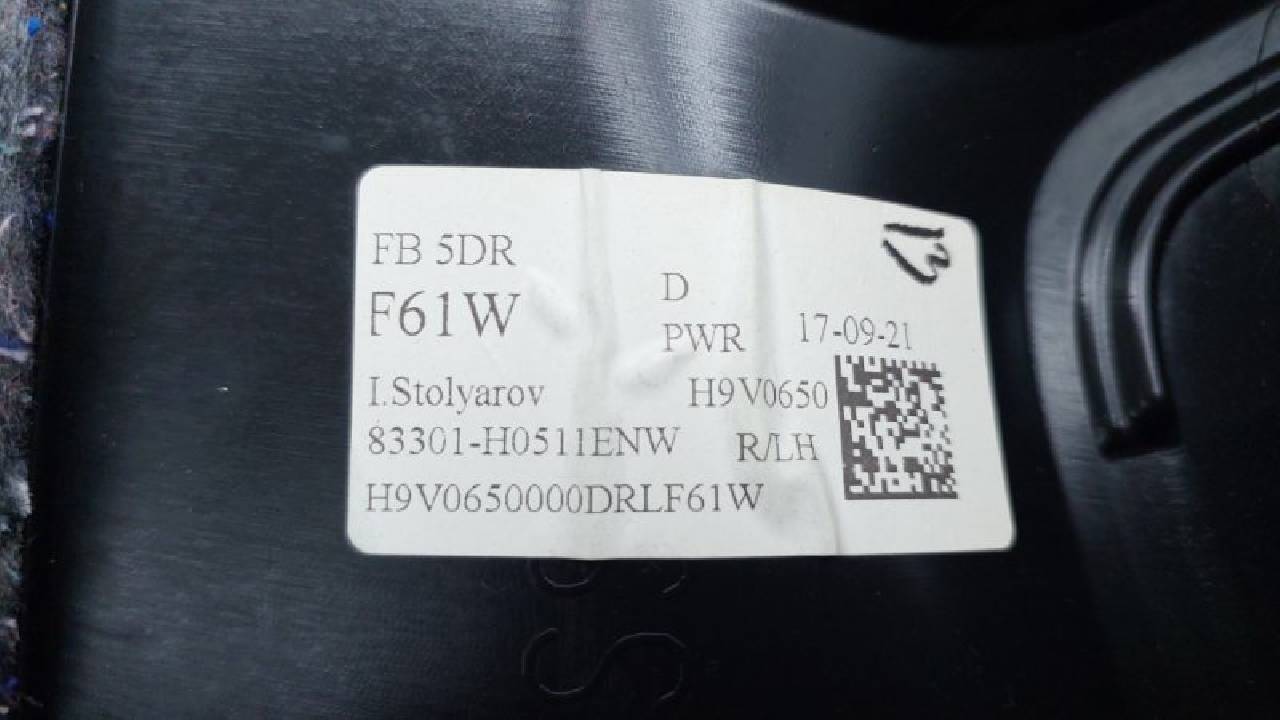 FB 5DR
F61W
D
PWR 17-09-21
I.Stolyarov H9V0650
83301-H0511ENW R/LH
H9V0650000DRLF61W